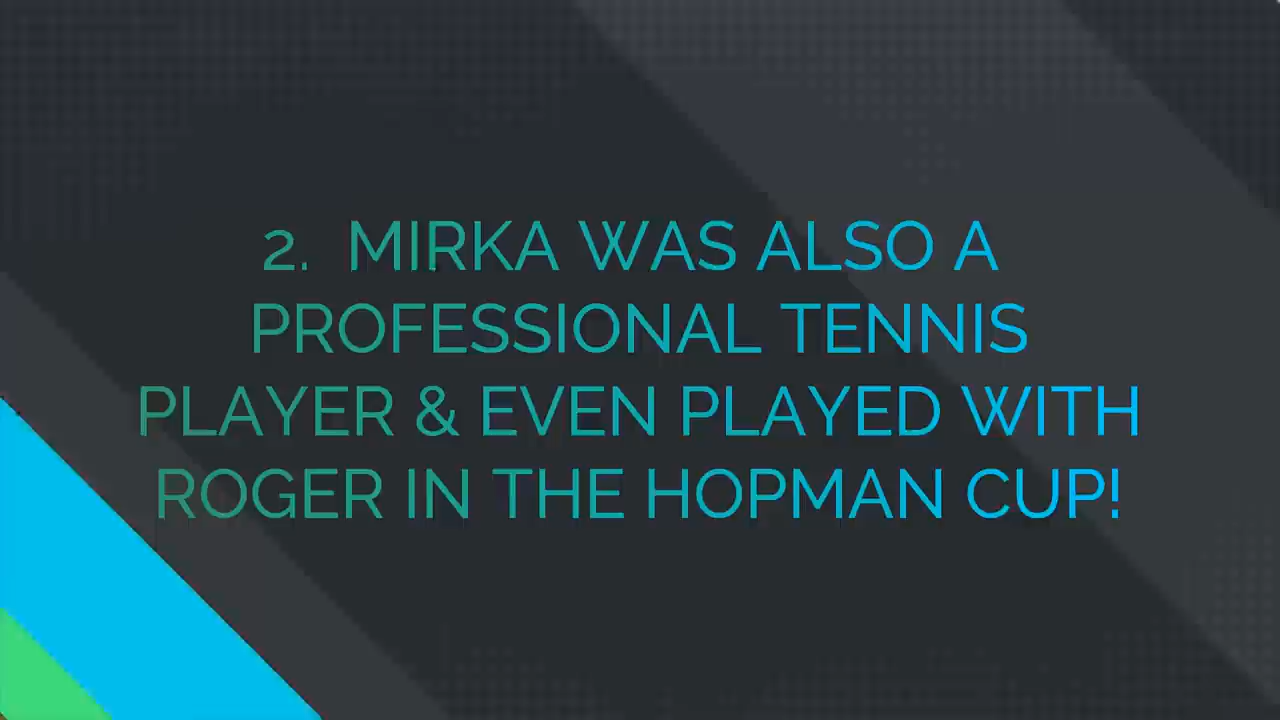 2. MIRKA WAS ALSO A
PROFESSIONAL TENNIS
PLAYER & EVEN PLAYED WITH
ROGER IN THE HOPMAN CUP!